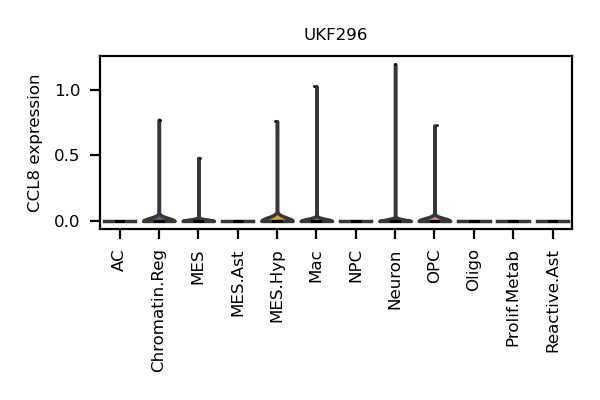 UKF296
CCL8 expression
1.0
0.5
0.0
AC
Chromatin.Reg
MES
MES.Ast
MES.Hyp
Mac
NPC
Neuron
OPC
Oligo
Prolif.Metab
Reactive.Ast